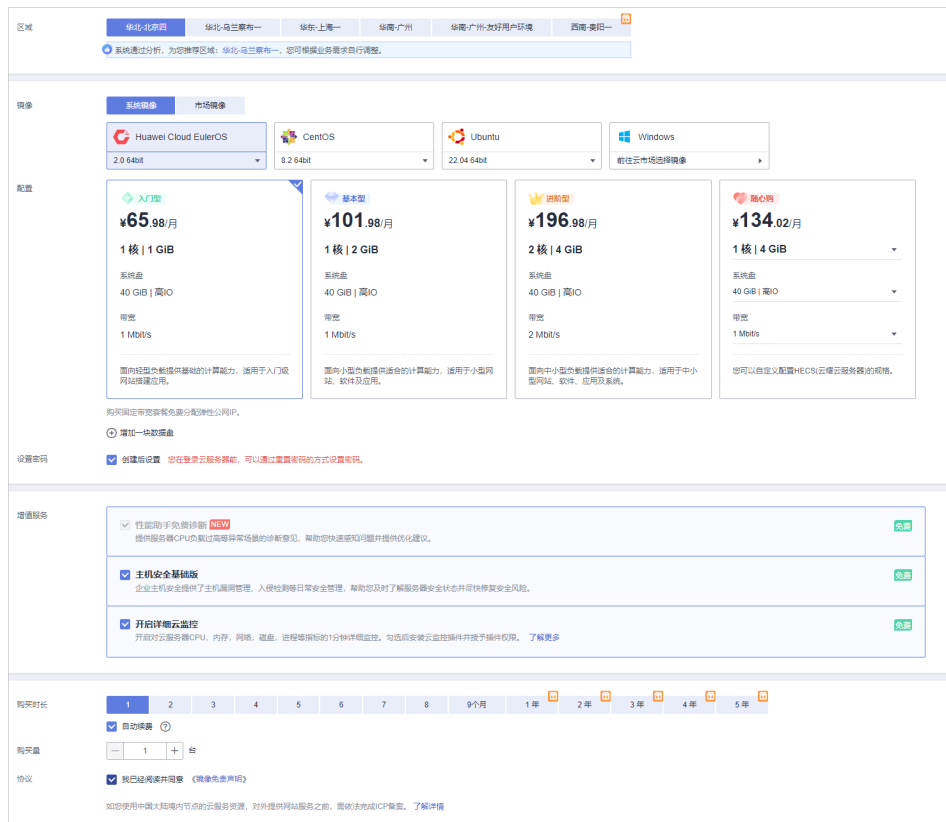 区域 华北-北京四 华北-乌兰察布一 华东-上海一 华南-广州 华南-广州-友好用户环境 西南-贵阳一
系统通过分析，为您推荐区域：华北-乌兰察布一，您可根据业务需求自行调整。
镜像 系统镜像 市场镜像
Huawei Cloud EulerOS CentOS Ubuntu Windows
2.0 64bit 8.2 64bit 22.04 64bit 前往云市场选择镜像
配置 入门型 基本型 进阶型 随心购
¥65.98/月 ¥101.98/月 ¥196.98/月 ¥134.02/月
1 核 | 1 GiB 1 核 | 2 GiB 2 核 | 4 GiB 1 核 | 4 GiB
系统盘 系统盘 系统盘 系统盘
40 GiB | 高IO 40 GiB | 高IO 40 GiB | 高IO 40 GiB | 高IO
带宽 带宽 带宽 带宽
1 Mbit/s 1 Mbit/s 2 Mbit/s 1 Mbit/s
面向轻型负载提供基础的计算能力，适用于入门级 面向小型负载提供适合的计算能力，适用于小型网 面向中小型负载提供适合的计算能力，适用于中小 您可以自定义配置HECS(云耀云服务器)的规格。
网站搭建应用。 站、软件及应用。 型网站、软件、应用及系统。
购买固定带宽套餐免费分配弹性公网IP。
增加一块数据盘
设置密码 创建后设置 您在登录云服务器前，可以通过重置密码的方式设置密码。
增值服务 性能助手免费诊断 NEW 免费
提供服务器CPU负载过高等异常场景的诊断意见，帮助您快速感知问题并提供优化建议。
主机安全基础版 免费
企业主机安全提供了主机漏洞管理、入侵检测等日常安全管理，帮助您及时了解服务器安全状态并尽快修复安全风险。
开启详细云监控 免费
开启对云服务器CPU，内存，网络，磁盘，进程等指标的1分钟详细监控。勾选后安装云监控插件并授予插件权限。 了解更多
购买时长 1 2 3 4 5 6 7 8 9个月 1 年 2 年 3 年 4 年 5 年
自动续费
购买量 1 台
协议 我已经阅读并同意 《镜像免责声明》
如您使用中国大陆境内节点的云服务资源，对外提供网站服务之前，需依法完成ICP备案。 了解详情